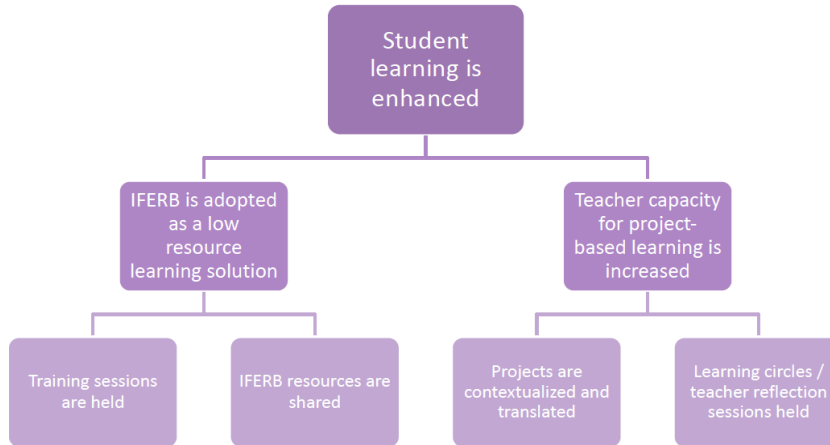 Student
learning is
enhanced
IFERB is adopted
as a low
resource
learning solution
Teacher capacity
for project-
based learning is
increased
Training sessions
are held
IFERB resources are
shared
Projects are
contextualized and
translated
Learning circles /
teacher reflection
sessions held